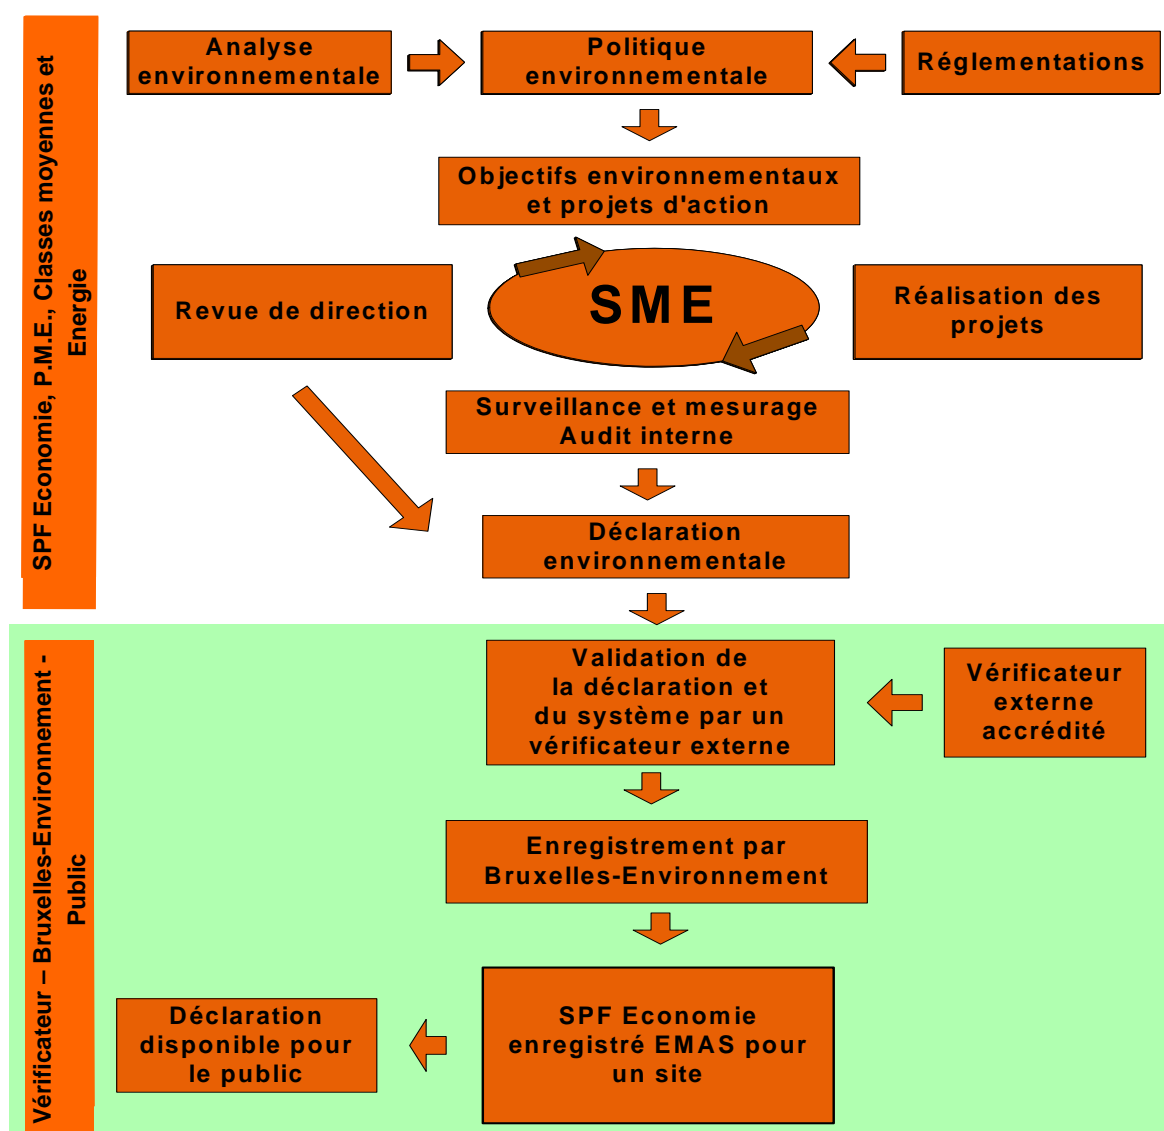 SPF Economie, P.M.E., Classes moyennes et
Energie
Analyse
environnementale
Politique
environnementale
Réglementations
Objectifs environnementaux
et projets d'action
Revue de direction
SME
Réalisation des
projets
Surveillance et mesurage
Audit interne
Déclaration
environnementale
Vérificateur – Bruxelles-Environnement -
Public
Validation de
la déclaration et
du système par un
vérificateur externe
Vérificateur
externe
accrédité
Enregistrement par
Bruxelles-Environnement
Déclaration
disponible pour
le public
SPF Economie
enregistré EMAS pour
un site